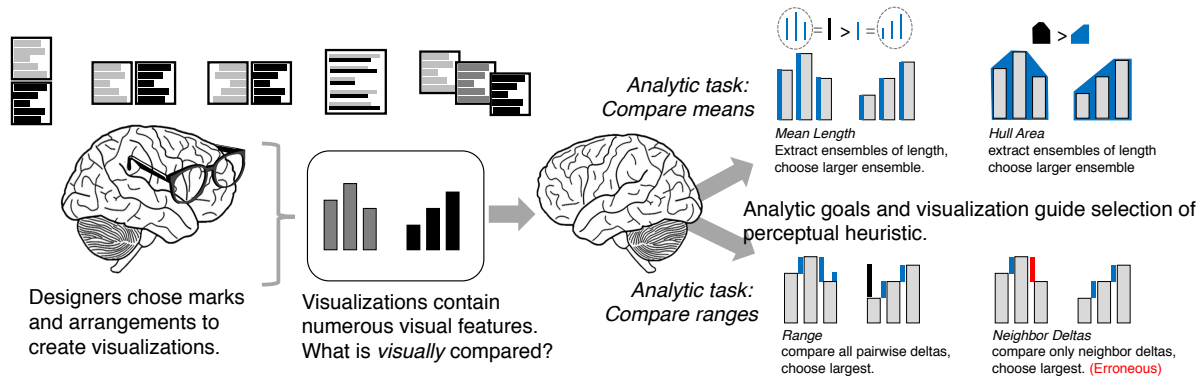 Designers chose marks
and arrangements to
create visualizations.
Visualizations contain
numerous visual features.
What is visually compared?
Analytic task:
Compare means
= > =
>
Mean Length
Extract ensembles of length,
choose larger ensemble.
Hull Area
extract ensembles of length
choose larger ensemble
Analytic goals and visualization guide selection of
perceptual heuristic.
Analytic task:
Compare ranges
Range
compare all pairwise deltas,
choose largest.
Neighbor Deltas
compare only neighbor deltas,
choose largest. (Erroneous)